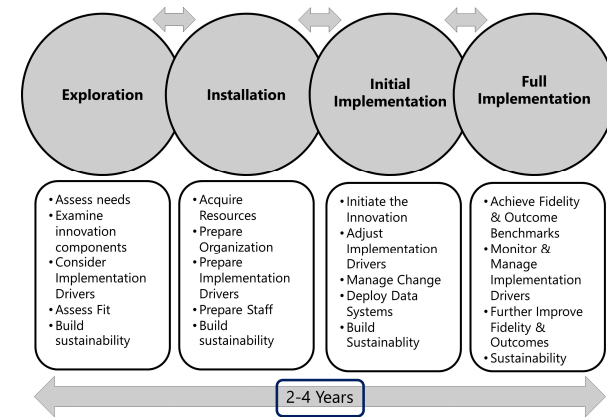 Exploration
Installation
Initial
Implementation
Full
Implementation
• Assess needs
• Examine
innovation
components
• Consider
Implementation
Drivers
• Assess Fit
• Build
sustainability
• Acquire
Resources
• Prepare
Organization
• Prepare
Implementation
Drivers
• Prepare Staff
• Build
sustainability
• Initiate the
Innovation
• Adjust
Implementation
Drivers
• Manage Change
• Deploy Data
Systems
• Build
Sustainablity
• Achieve Fidelity
& Outcome
Benchmarks
• Monitor &
Manage
Implementation
Drivers
• Further Improve
Fidelity &
Outcomes
• Sustainability
2-4 Years